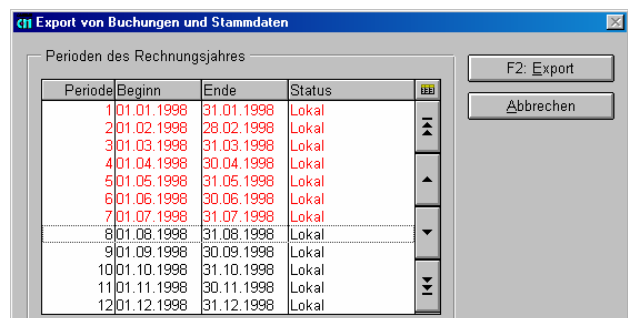 Export von Buchungen und Stammdaten
Perioden des Rechnungsjahres
F2: Export
Abbrechen
Periode Beginn Ende Status
1 01.01.1998 31.01.1998 Lokal
2 01.02.1998 28.02.1998 Lokal
3 01.03.1998 31.03.1998 Lokal
4 01.04.1998 30.04.1998 Lokal
5 01.05.1998 31.05.1998 Lokal
6 01.06.1998 30.06.1998 Lokal
7 01.07.1998 31.07.1998 Lokal
8 01.08.1998 31.08.1998 Lokal
9 01.09.1998 30.09.1998 Lokal
10 01.10.1998 31.10.1998 Lokal
11 01.11.1998 30.11.1998 Lokal
12 01.12.1998 31.12.1998 Lokal